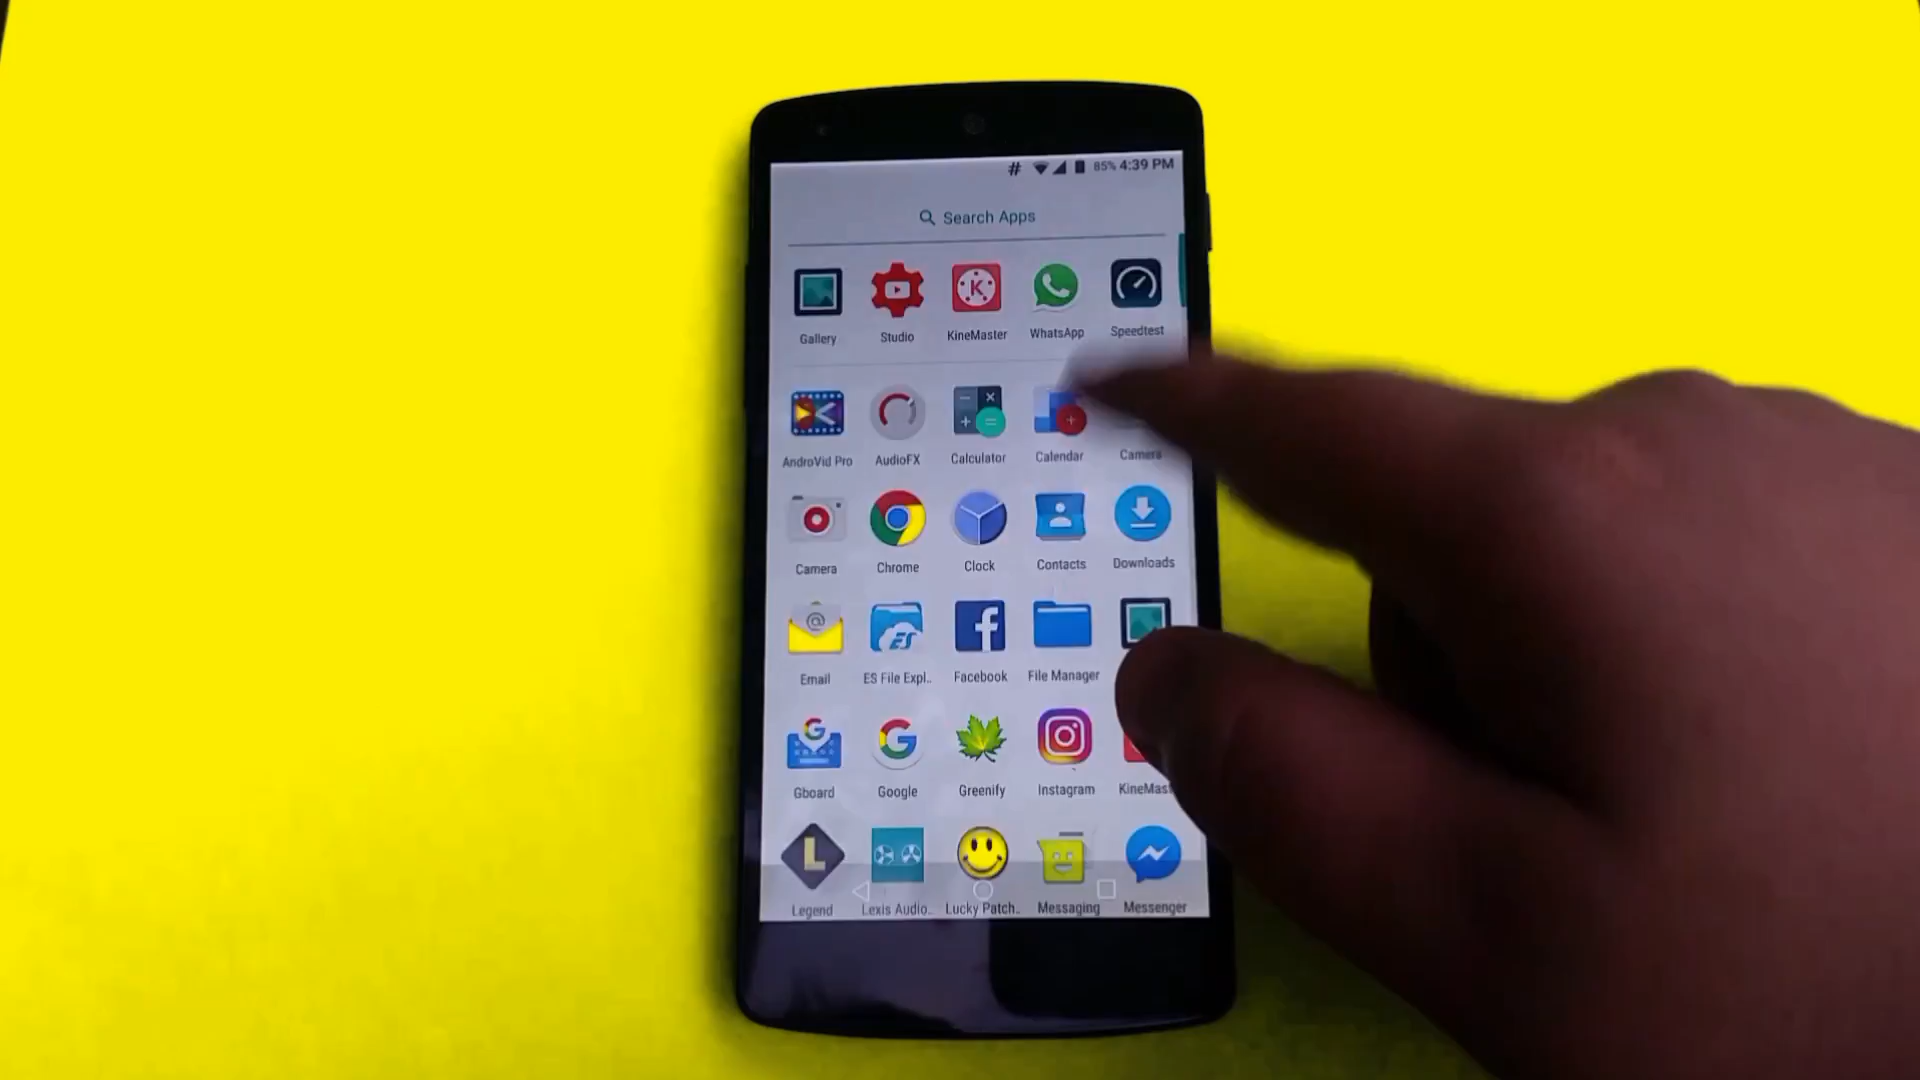 # 85% 4:39 PM
Search Apps
Gallery Studio KineMaster WhatsApp Speedtest
AndroVid Pro AudioFX Calculator Calendar Camera
Camera Chrome Clock Contacts Downloads
Email ES File Expl.. Facebook File Manager
Gboard Google Greenify Instagram KineMast
Legend Lexis Audio.. Lucky Patch.. Messaging Messenger